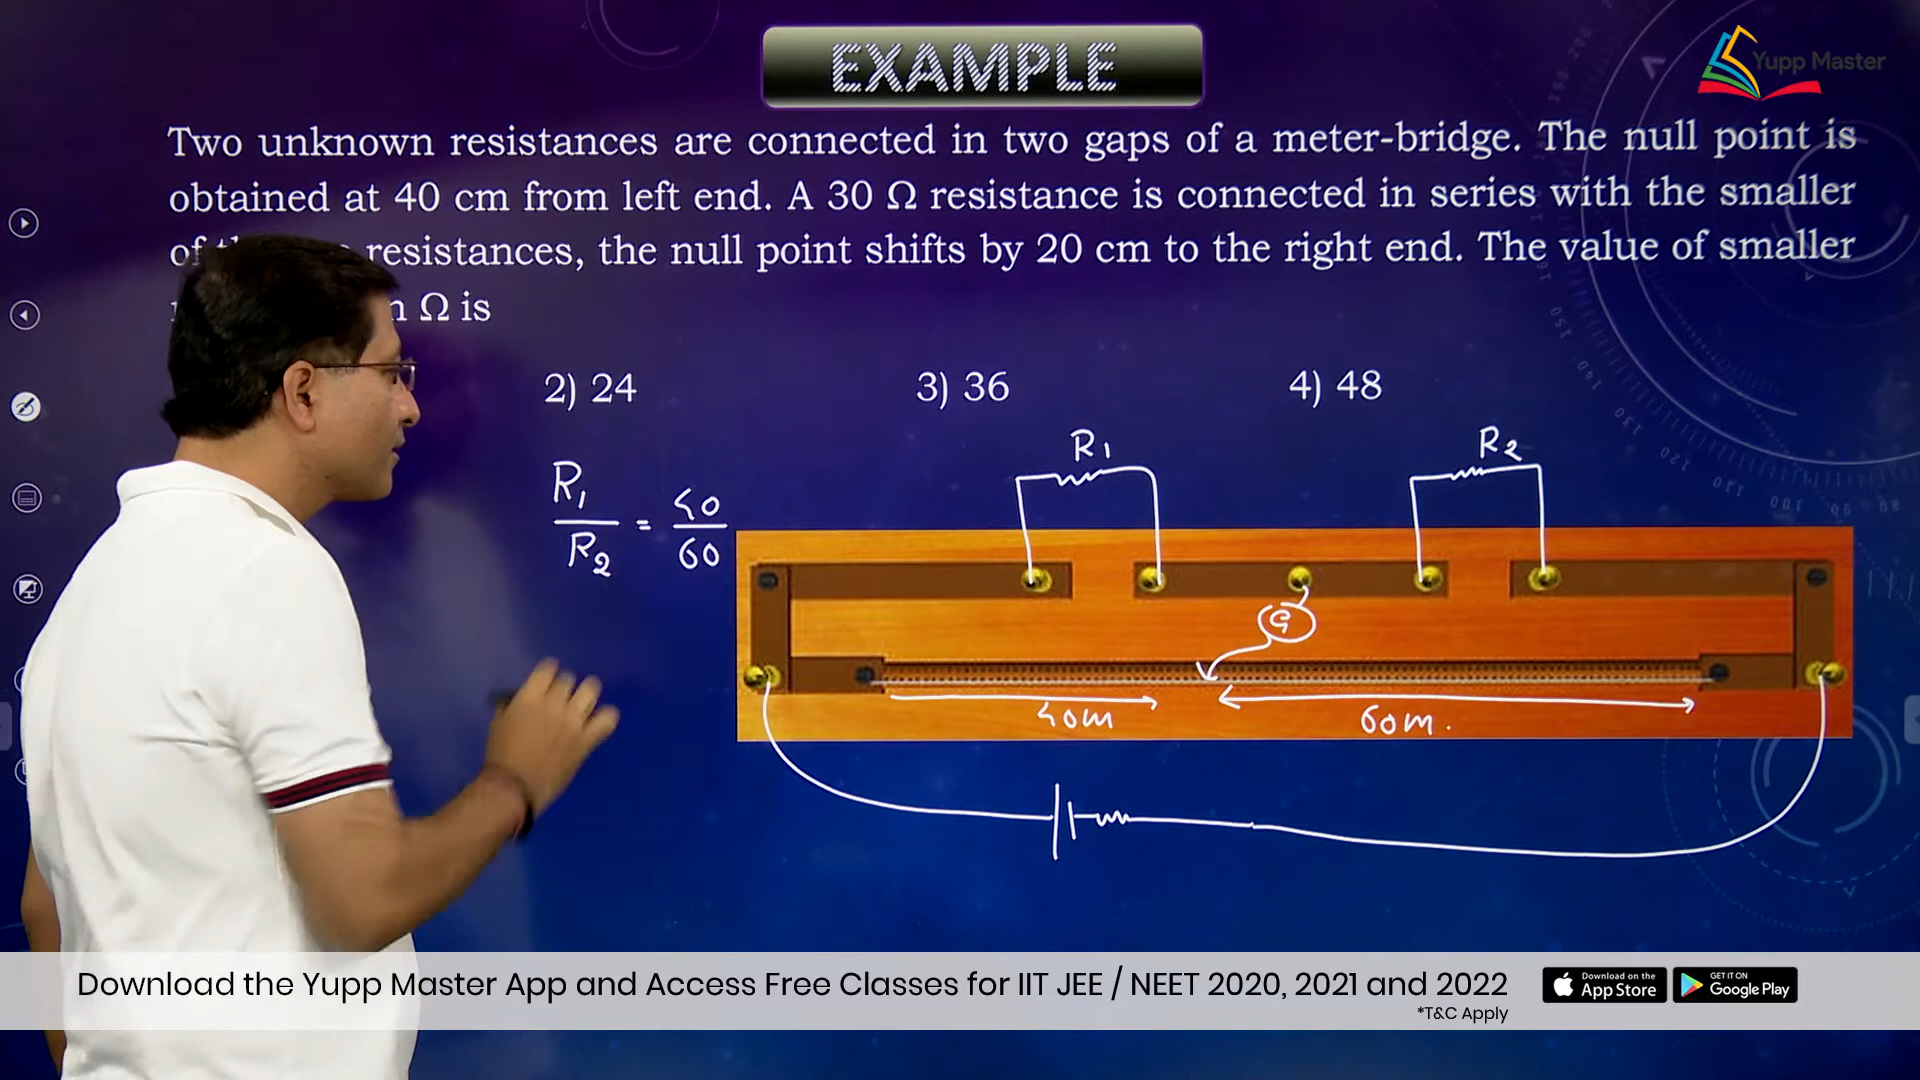 EXAMPLE
Yupp Master
Two unknown resistances are connected in two gaps of a meter-bridge. The null point is
obtained at 40 cm from left end. A 30 Ω resistance is connected in series with the smaller
of resistances, the null point shifts by 20 cm to the right end. The value of smaller
Ω is
2) 24 3) 36 4) 48
R1 R2
R1/R2 = 40/60
G
40m 60m.
Download the Yupp Master App and Access Free Classes for IIT JEE / NEET 2020, 2021 and 2022
*T&C Apply
Download on the App Store
GET IT ON Google Play